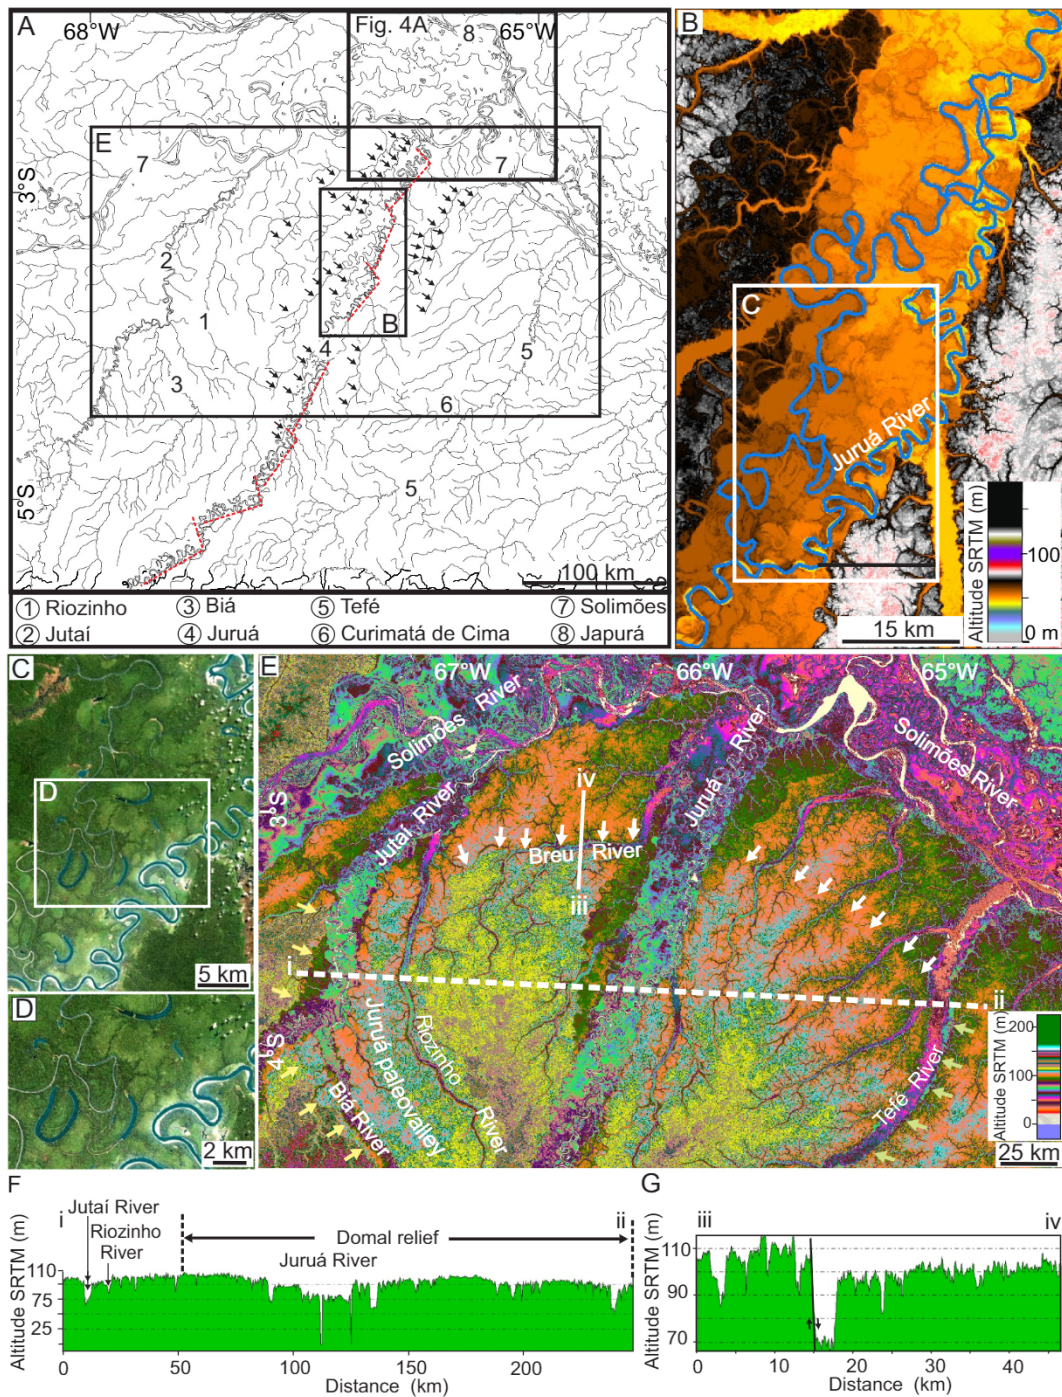 A
68°W
Fig. 4A
8
65°W
E
7
7
3°S
2
1
B
4
5
3
6
5°S
5
100 km
① Riozinho
③ Biá
⑤ Tefé
⑦ Solimões
② Jutaí
④ Juruá
⑥ Curimatá de Cima
⑧ Japurá
B
C
Juruá River
Altitude SRTM (m)
100
0 m
15 km
C
D
5 km
D
2 km
E
67°W
66°W
65°W
Solimões River
Solimões River
3°S
Jutaí River
Juruá River
iv
Breu River
iii
i
ii
4°S
Juruá paleovalley
Riozinho River
Biá River
Tefé River
Altitude SRTM (m)
200
100
0
25 km
F
i
Jutaí River
Riozinho River
Domal relief
ii
Juruá River
Altitude SRTM (m)
110
75
25
0
50
100
150
200
Distance (km)
G
iii
iv
Altitude SRTM (m)
110
100
90
80
70
0
10
20
30
40
Distance (km)